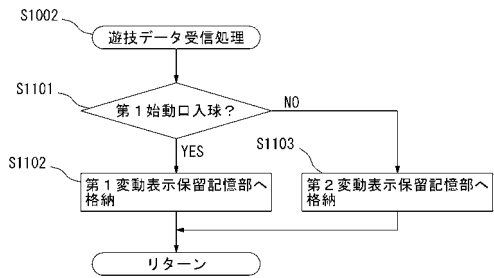 S1002
遊技データ受信処理
S1101
第１始動口入球？
NO
YES
S1102
S1103
第１変動表示保留記憶部へ
格納
第２変動表示保留記憶部へ
格納
リターン